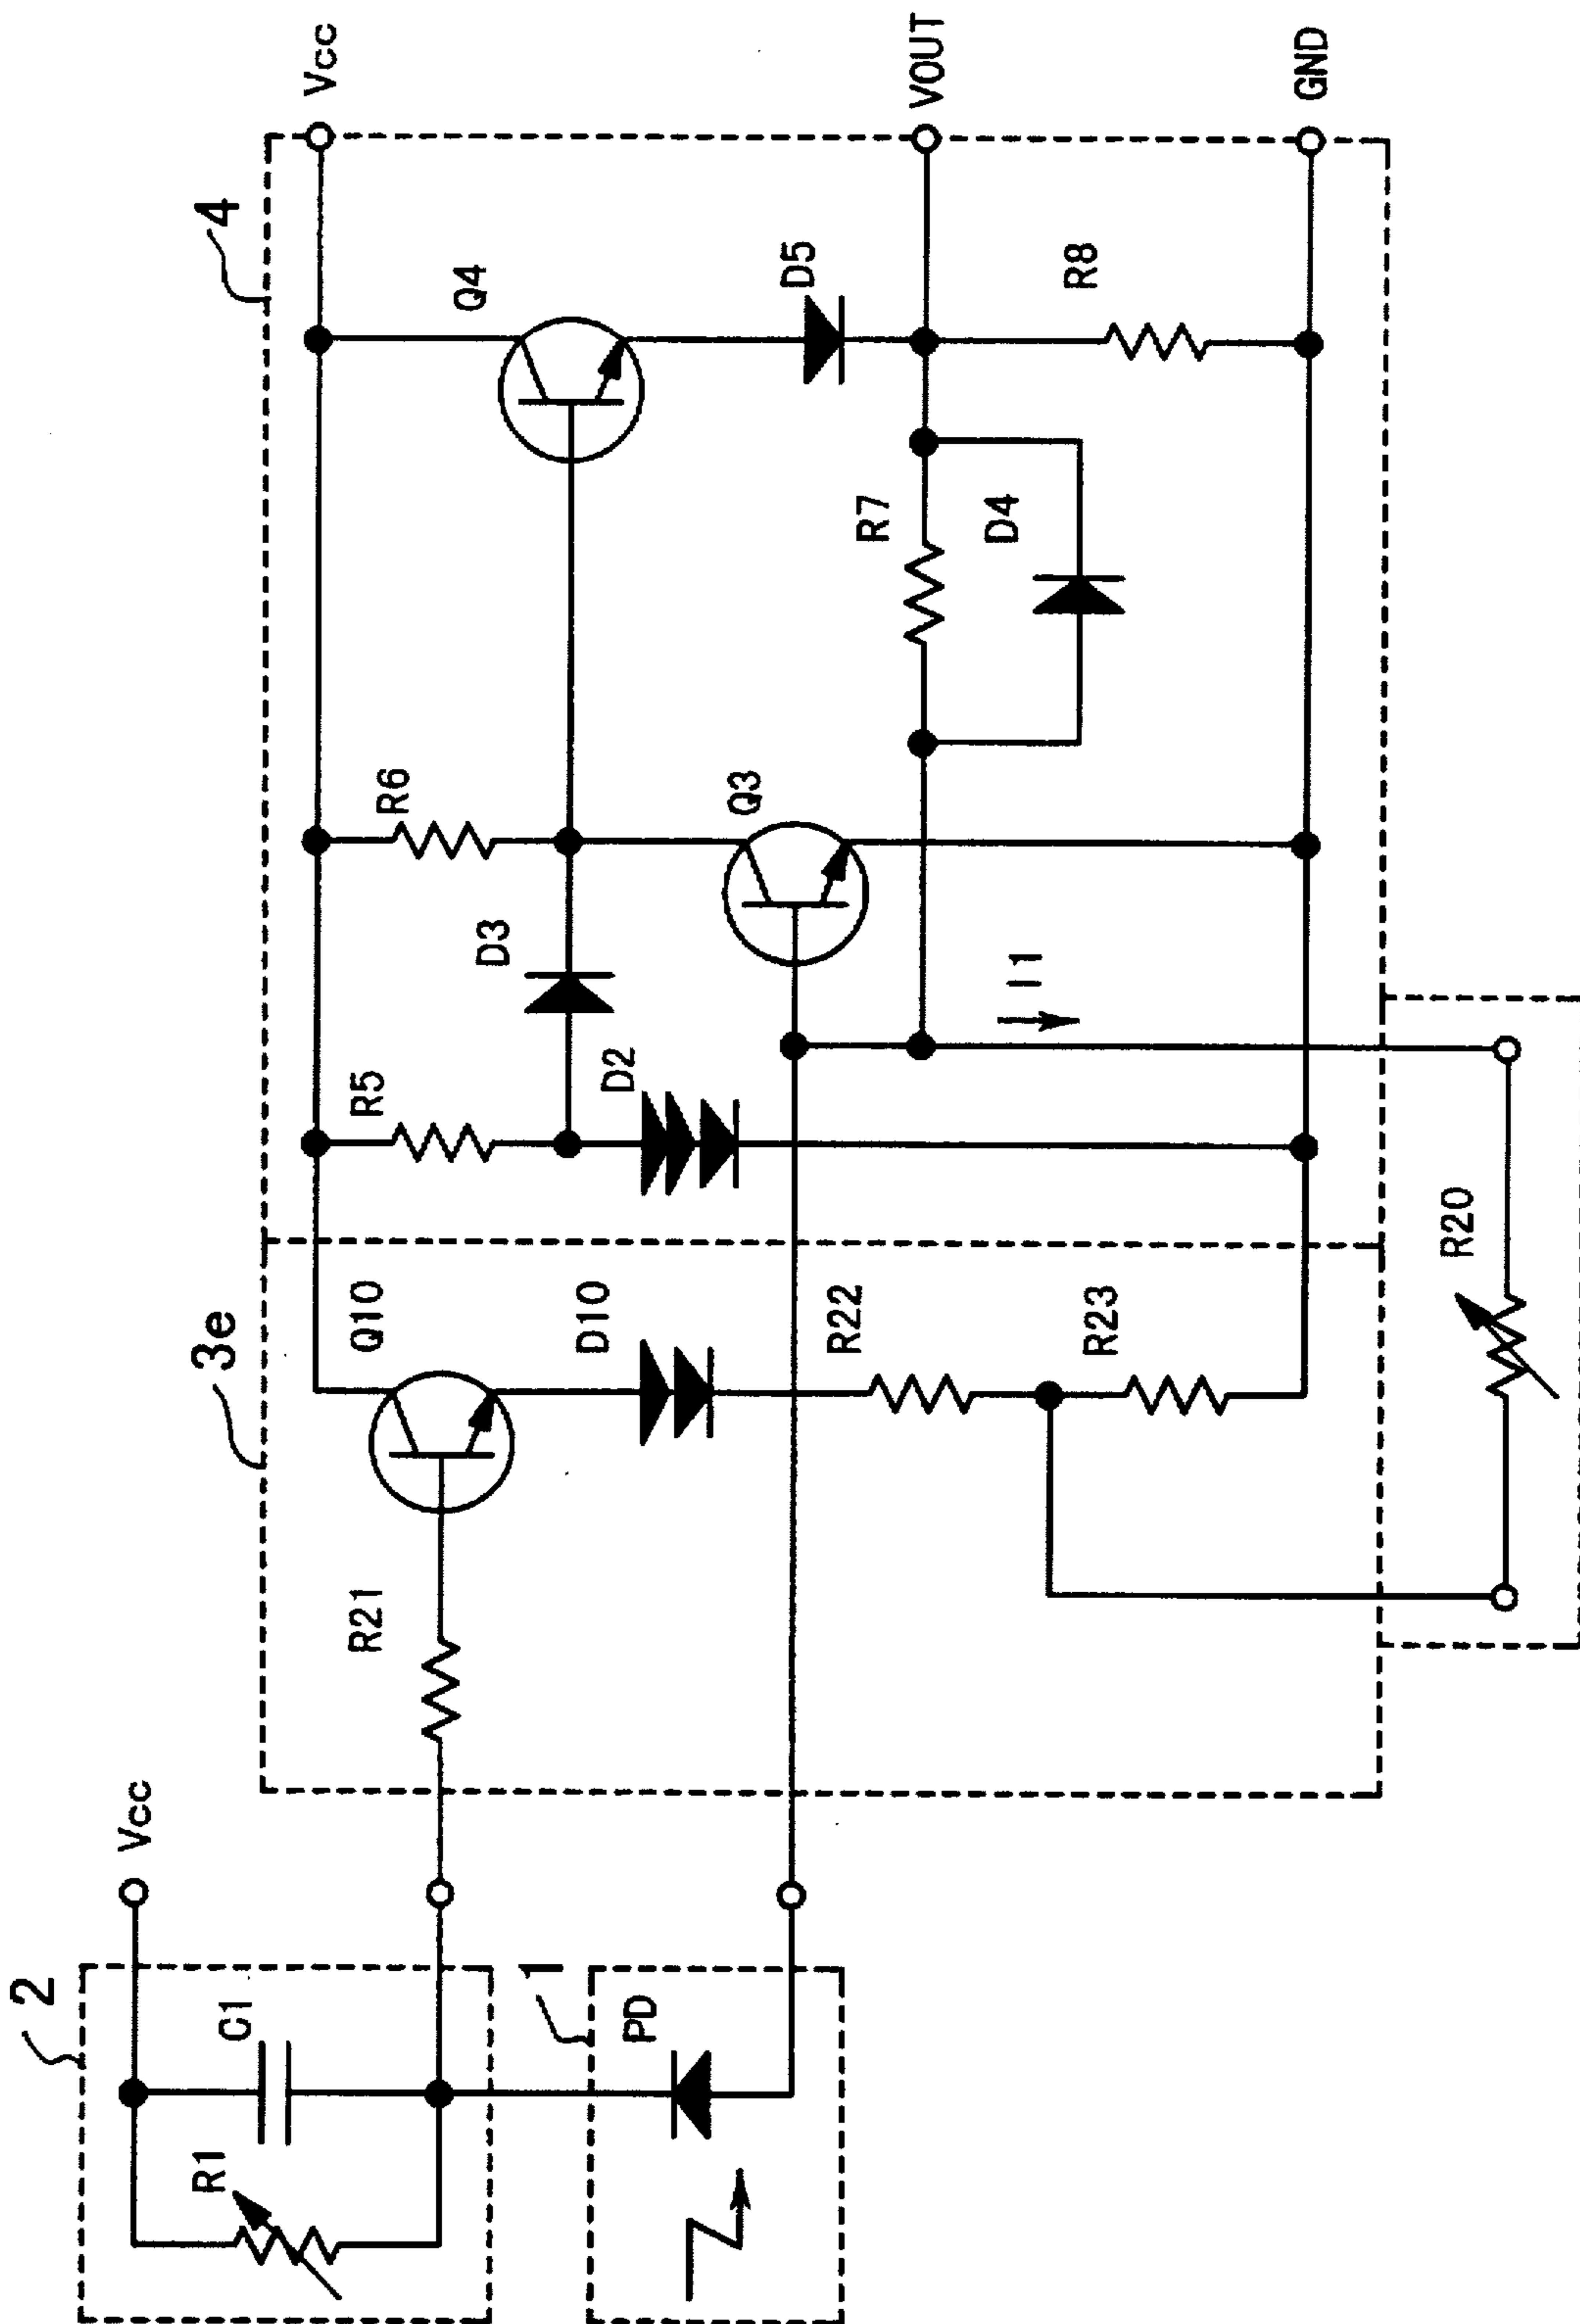 2
Vcc
C1
R1
1
PD
3e
R21
Q10
D10
R22
R23
R20
4
R5
D2
D3
R6
Q3
I1
R7
D4
Q4
D5
R8
Vcc
VOUT
GND